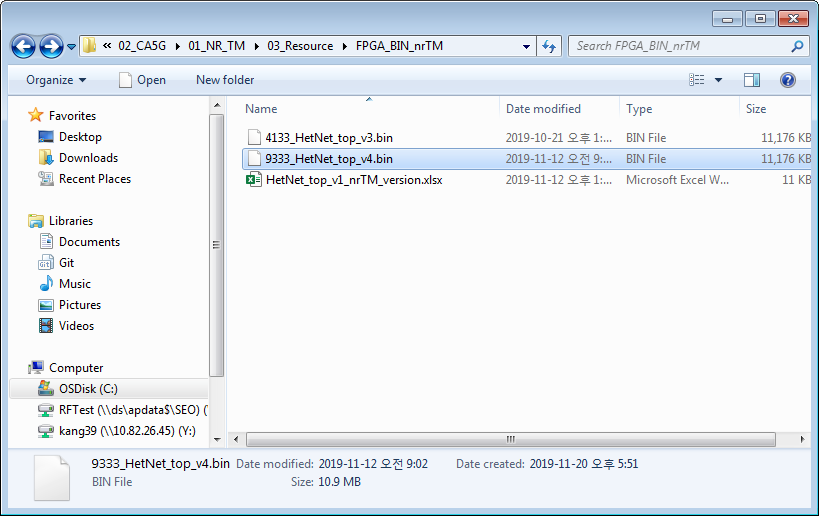 « 02_CA5G 01_NR_TM 03_Resource FPGA_BIN_nrTM Search FPGA_BIN_nrTM
Organize Open New folder
Name Date modified Type Size
Favorites
Desktop
Downloads
Recent Places
Libraries
Documents
Git
Music
Pictures
Videos
Computer
OSDisk (C:)
RFTest (\\ds\apdata$\SEO) (
kang39 (\\10.82.26.45) (Y:)
4133_HetNet_top_v3.bin 2019-10-21 오후 1:... BIN File 11,176 KB
9333_HetNet_top_v4.bin 2019-11-12 오전 9:... BIN File 11,176 KB
HetNet_top_v1_nrTM_version.xlsx 2019-11-12 오후 1:... Microsoft Excel W... 11 KB
9333_HetNet_top_v4.bin Date modified: 2019-11-12 오전 9:02 Date created: 2019-11-20 오후 5:51
BIN File Size: 10.9 MB